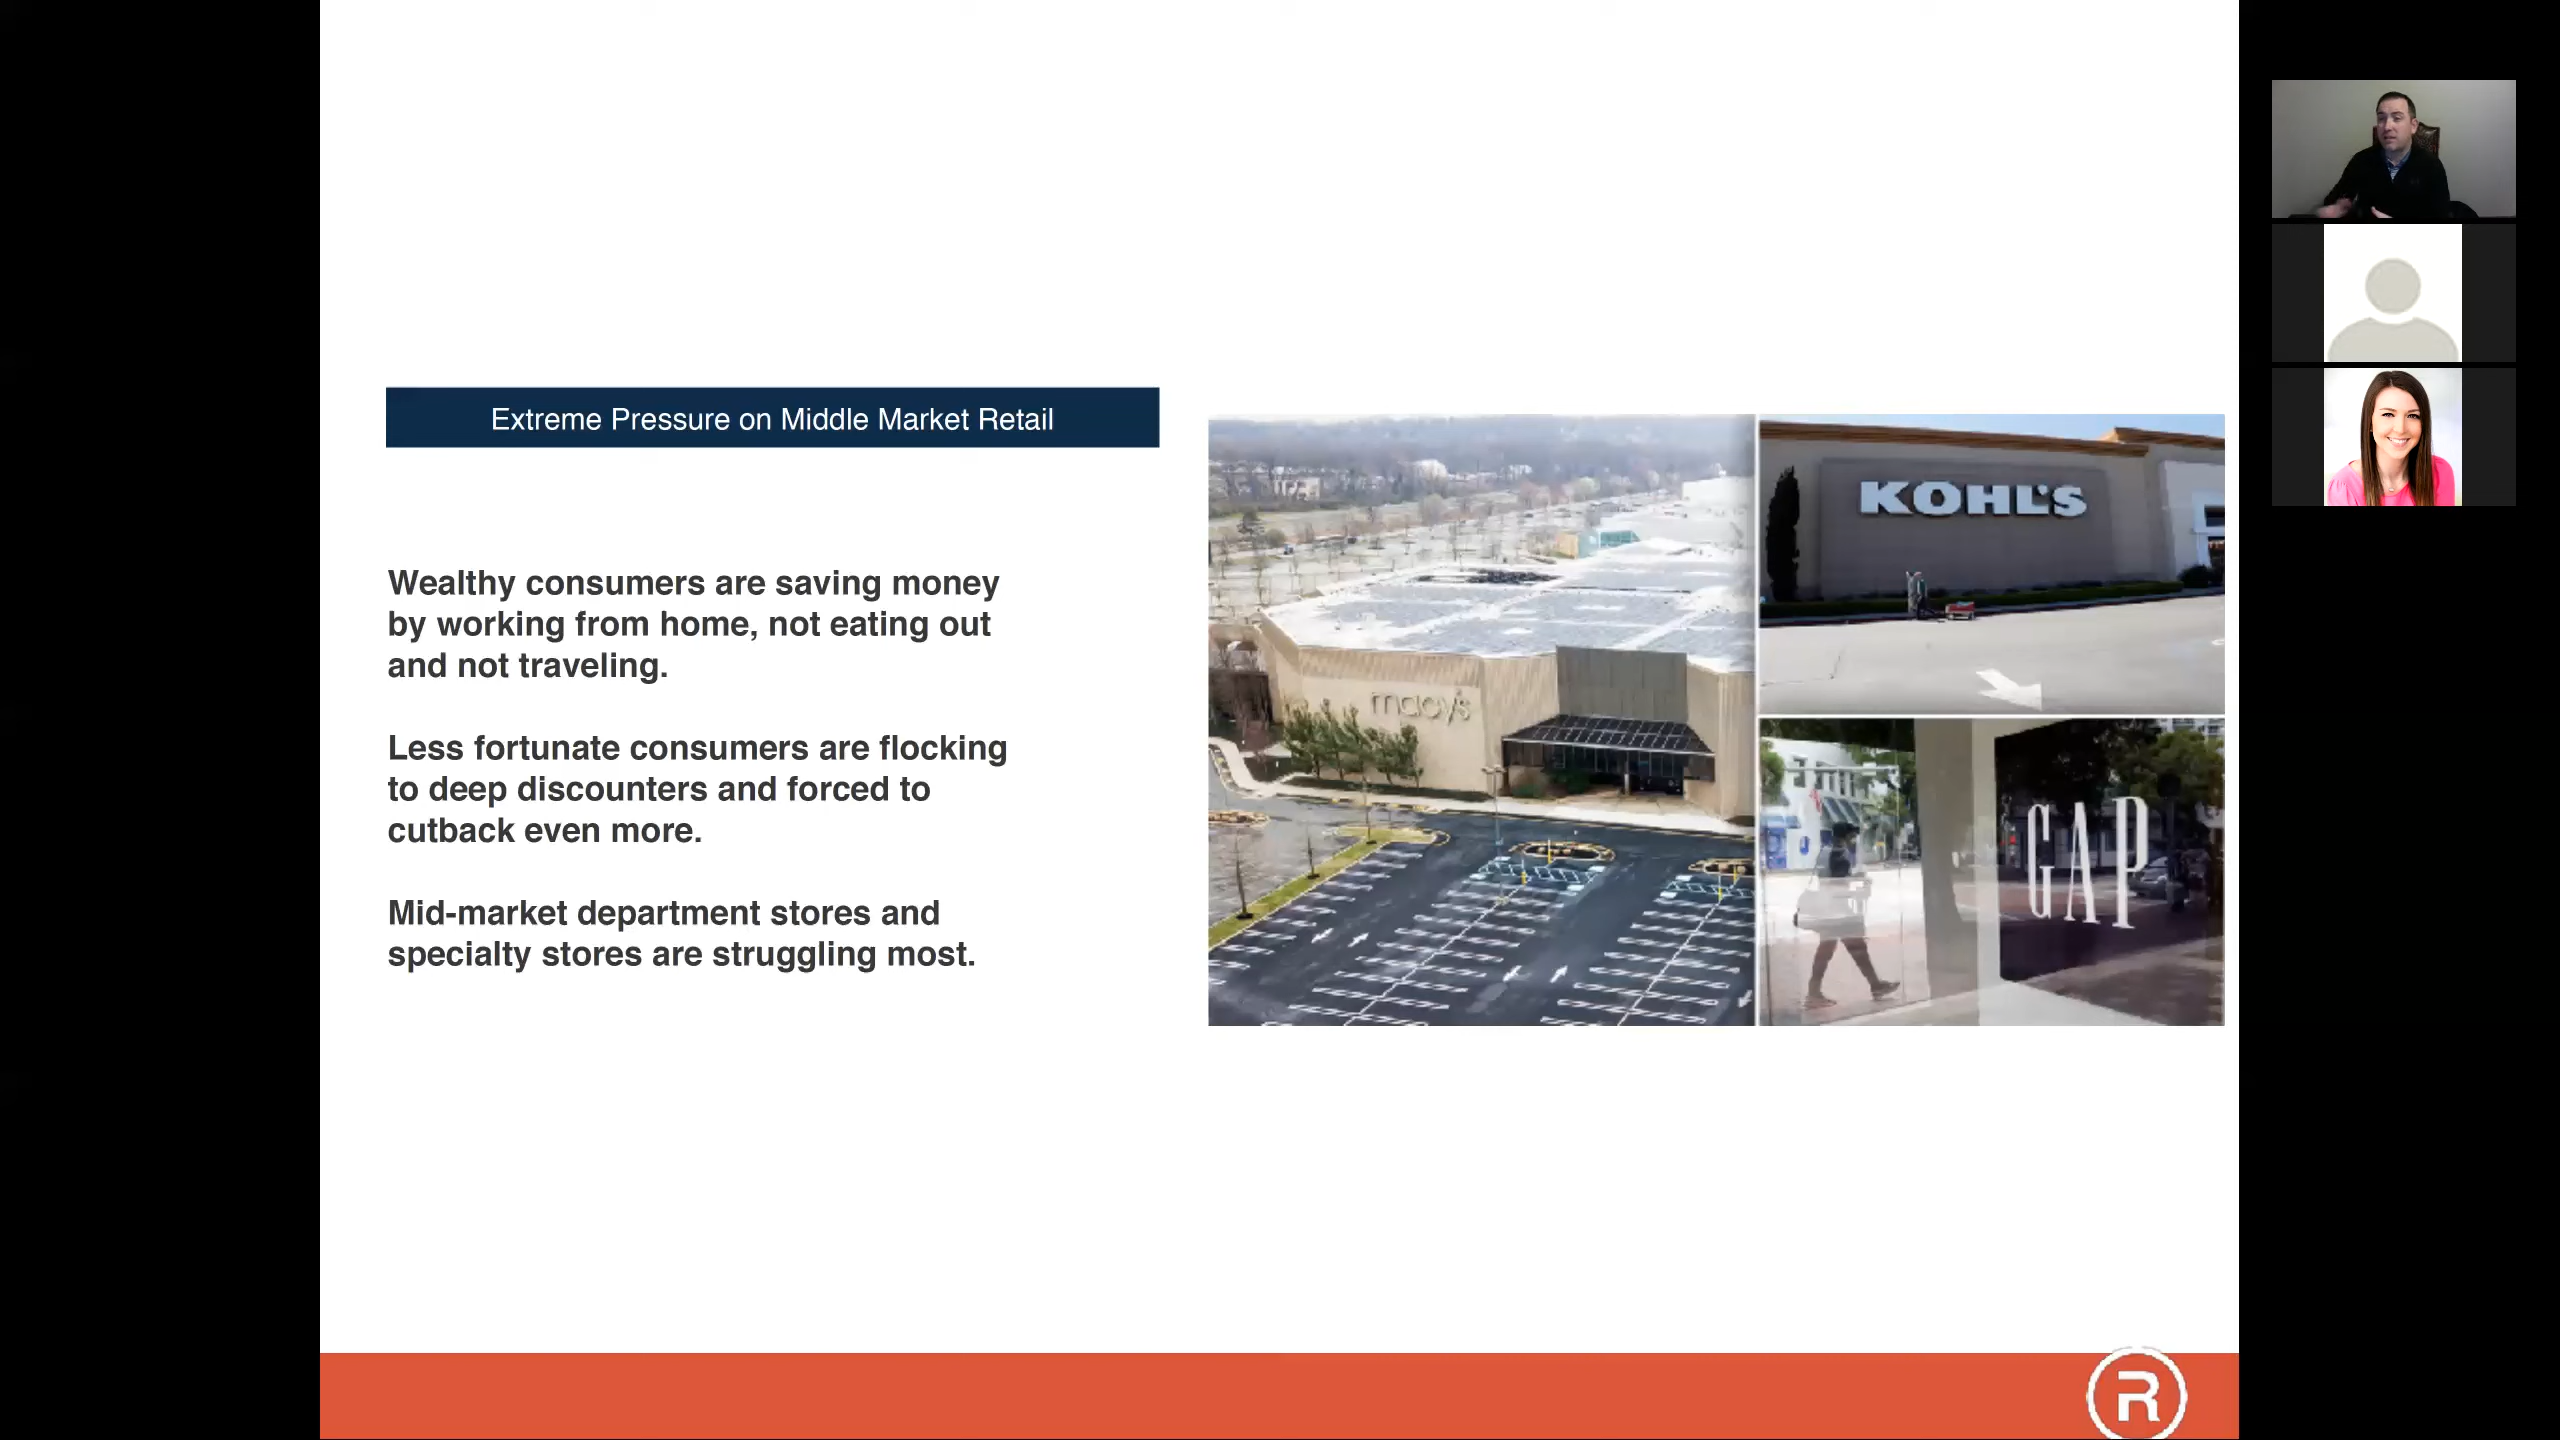 Extreme Pressure on Middle Market Retail
Wealthy consumers are saving money
by working from home, not eating out
and not traveling.
Less fortunate consumers are flocking
to deep discounters and forced to
cutback even more.
Mid-market department stores and
specialty stores are struggling most.
macy's
KOHL'S
GAP
R